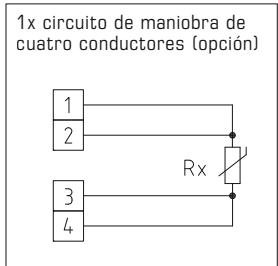 1x circuito de maniobra de
cuatro conductores (opción)
1
2
Rx
3
4